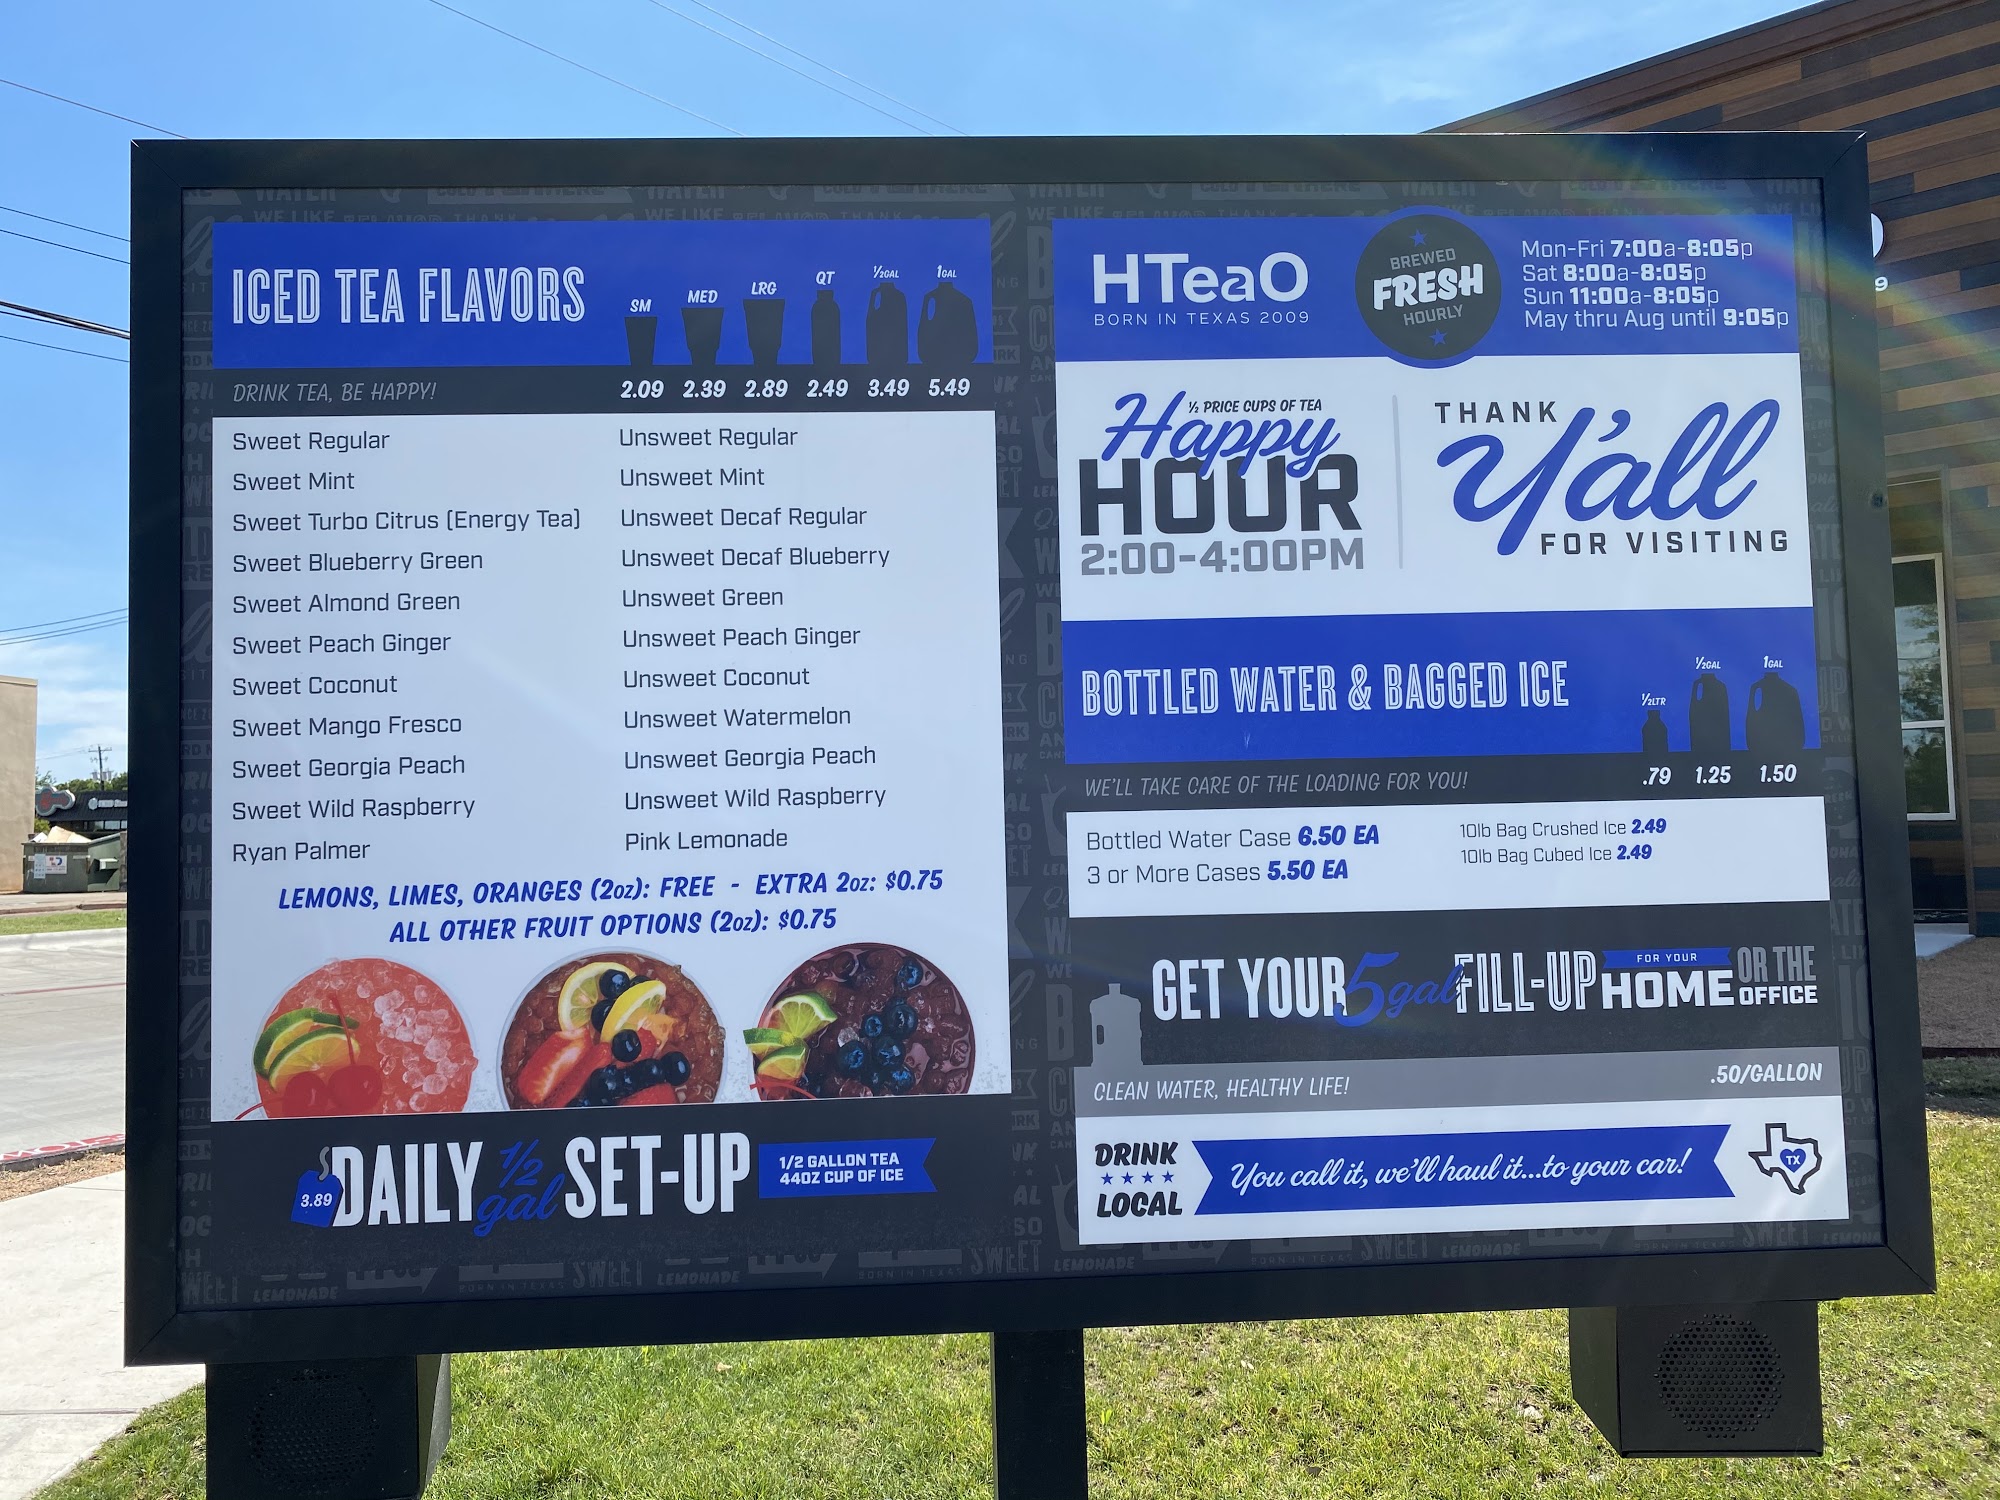 ICED TEA FLAVORS
SM MED LRG QT ½GAL 1GAL
DRINK TEA, BE HAPPY!
2.09 2.39 2.89 2.49 3.49 5.49
Sweet Regular
Sweet Mint
Sweet Turbo Citrus (Energy Tea)
Sweet Blueberry Green
Sweet Almond Green
Sweet Peach Ginger
Sweet Coconut
Sweet Mango Fresco
Sweet Georgia Peach
Sweet Wild Raspberry
Ryan Palmer
Unsweet Regular
Unsweet Mint
Unsweet Decaf Regular
Unsweet Decaf Blueberry
Unsweet Green
Unsweet Peach Ginger
Unsweet Coconut
Unsweet Watermelon
Unsweet Georgia Peach
Unsweet Wild Raspberry
Pink Lemonade
LEMONS, LIMES, ORANGES (2oz): FREE - EXTRA 2oz: $0.75
ALL OTHER FRUIT OPTIONS (2oz): $0.75
3.89 DAILY 1/2 gal SET-UP
1/2 GALLON TEA
44OZ CUP OF ICE
HTeaO
BORN IN TEXAS 2009
BREWED
FRESH
HOURLY
Mon-Fri 7:00a-8:05p
Sat 8:00a-8:05p
Sun 11:00a-8:05p
May thru Aug until 9:05p
½ PRICE CUPS OF TEA
Happy
HOUR
2:00-4:00PM
THANK
Y'all
FOR VISITING
BOTTLED WATER & BAGGED ICE
½LTR ½GAL 1GAL
WE'LL TAKE CARE OF THE LOADING FOR YOU!
.79 1.25 1.50
Bottled Water Case 6.50 EA
3 or More Cases 5.50 EA
10lb Bag Crushed Ice 2.49
10lb Bag Cubed Ice 2.49
GET YOUR 5gal FILL-UP FOR YOUR HOME OR THE OFFICE
CLEAN WATER, HEALTHY LIFE!
.50/GALLON
DRINK
LOCAL
You call it, we'll haul it...to your car!
TX